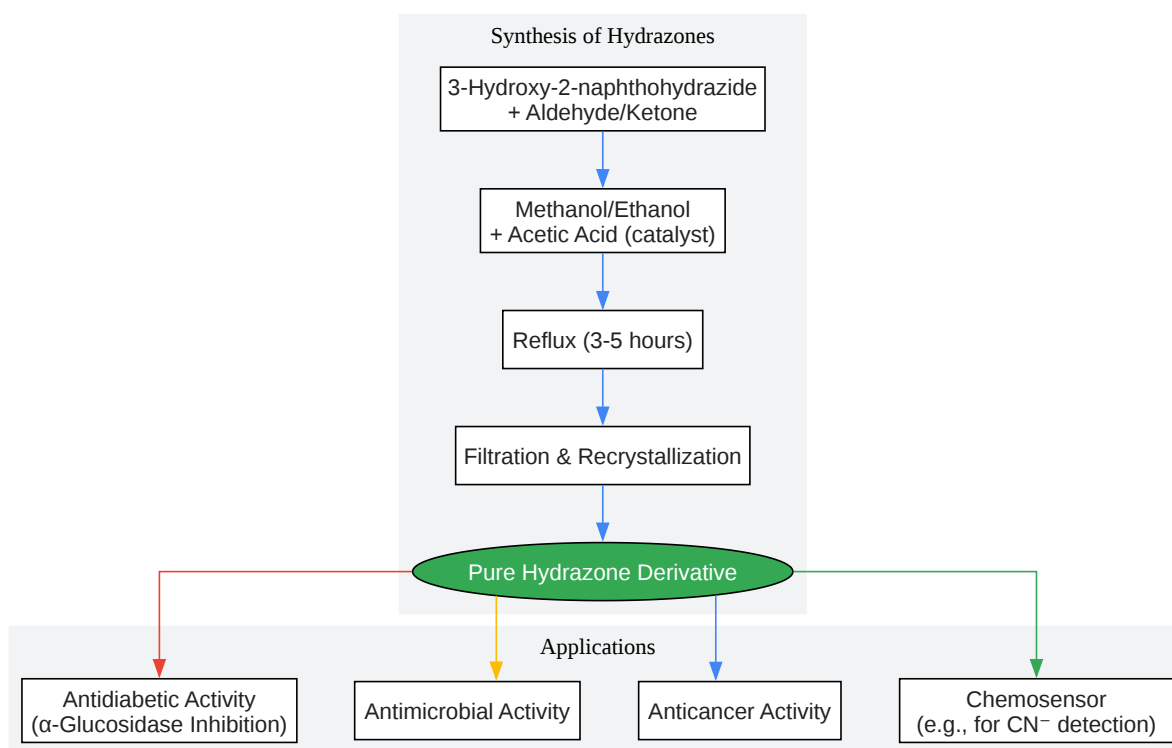 Synthesis of Hydrazones
3-Hydroxy-2-naphthohydrazide
+ Aldehyde/Ketone
Methanol/Ethanol
+ Acetic Acid (catalyst)
Reflux (3-5 hours)
Filtration & Recrystallization
Pure Hydrazone Derivative
Applications
Antidiabetic Activity
(α-Glucosidase Inhibition)
Antimicrobial Activity
Anticancer Activity
Chemosensor
(e.g., for CN⁻ detection)